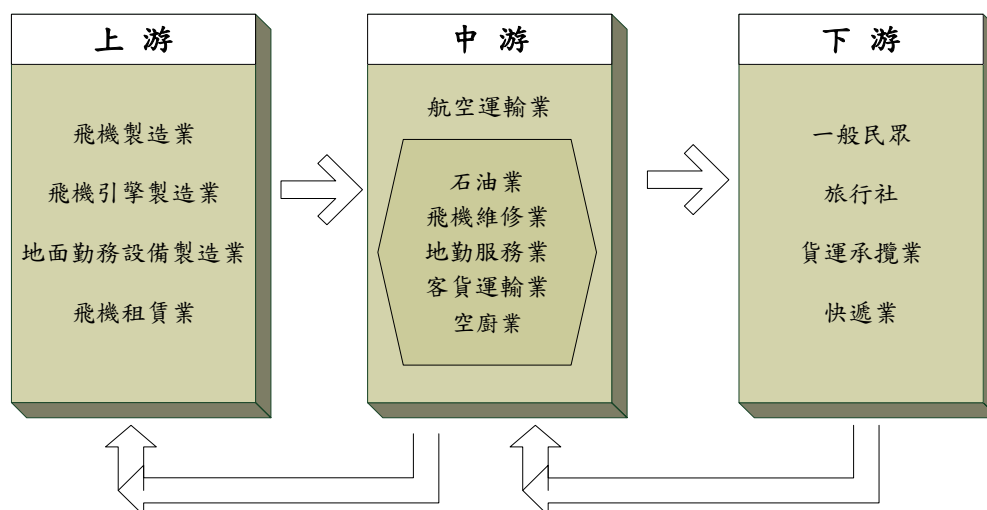 上 游
飛機製造業
飛機引擎製造業
地面勤務設備製造業
飛機租賃業
中 游
航空運輸業
石油業
飛機維修業
地勤服務業
客貨運輸業
空廚業
下 游
一般民眾
旅行社
貨運承攬業
快遞業